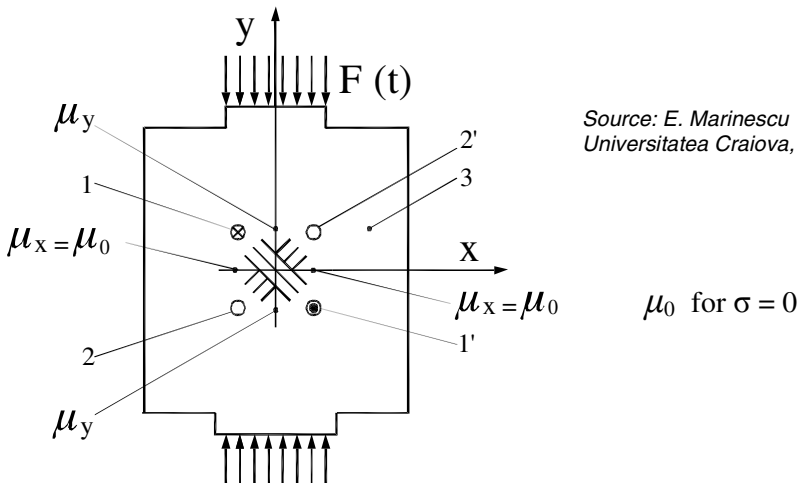 y
F (t)
μy
Source: E. Marinescu
Universitatea Craiova,
2'
1
3
μx = μ0
x
μx = μ0
μ0 for σ = 0
2
1'
μy